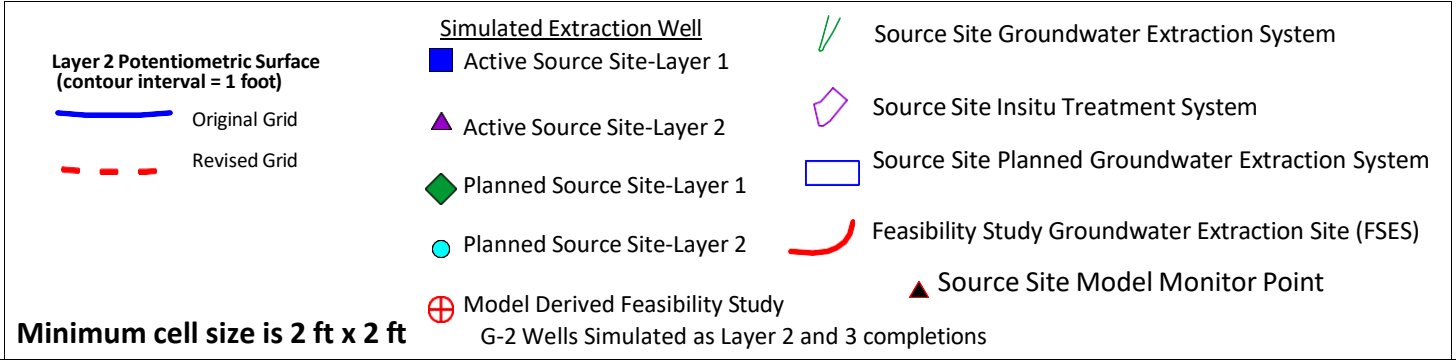 Layer 2 Potentiometric Surface
(contour interval = 1 foot)
Original Grid
Revised Grid
Minimum cell size is 2 ft x 2 ft
Simulated Extraction Well
Active Source Site-Layer 1
Active Source Site-Layer 2
Planned Source Site-Layer 1
Planned Source Site-Layer 2
Model Derived Feasibility Study
G-2 Wells Simulated as Layer 2 and 3 completions
Source Site Groundwater Extraction System
Source Site Insitu Treatment System
Source Site Planned Groundwater Extraction System
Feasibility Study Groundwater Extraction Site (FSES)
Source Site Model Monitor Point